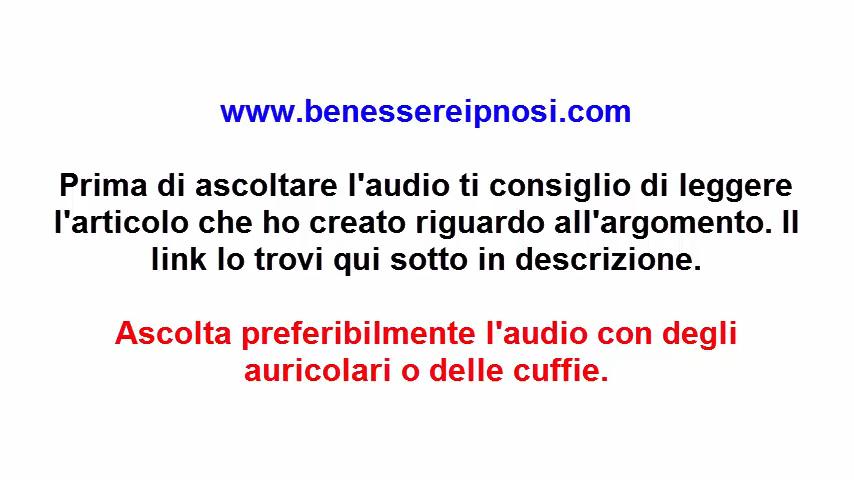 www.benessereipnosi.com
Prima di ascoltare l'audio ti consiglio di leggere
l'articolo che ho creato riguardo all'argomento. Il
link lo trovi qui sotto in descrizione.
Ascolta preferibilmente l'audio con degli
auricolari o delle cuffie.